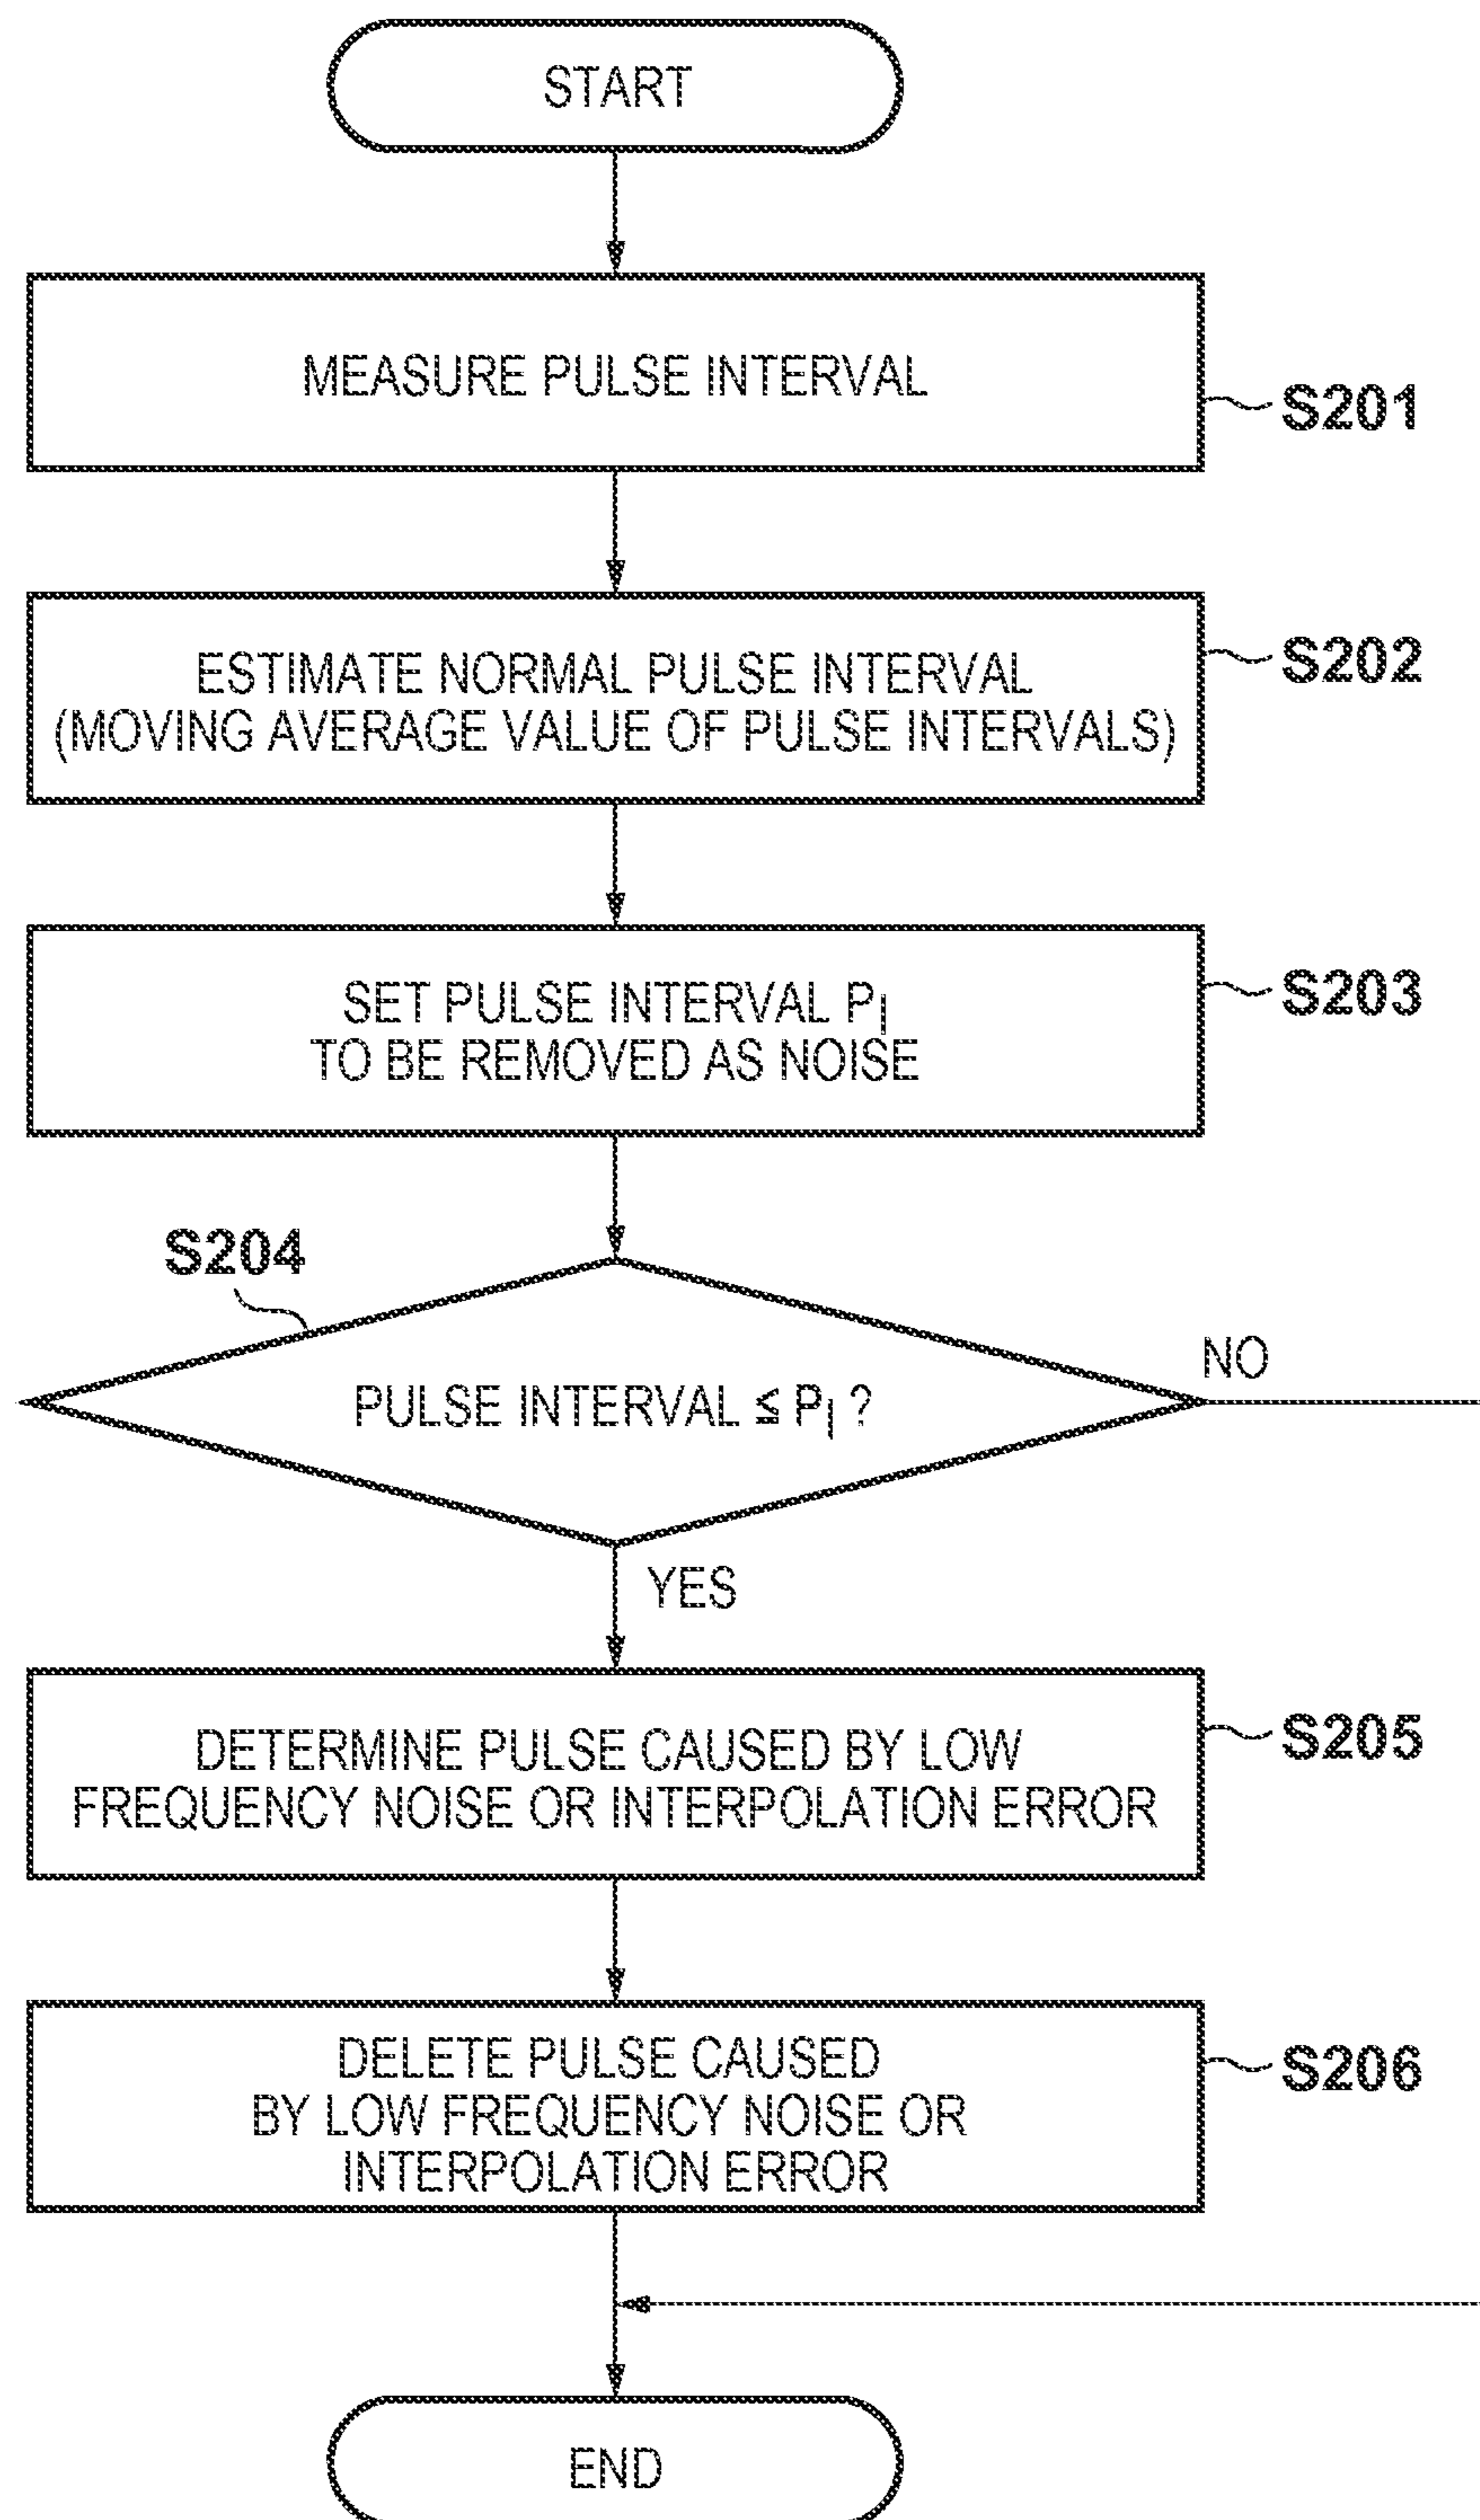 START
MEASURE PULSE INTERVAL
S201
ESTIMATE NORMAL PULSE INTERVAL
(MOVING AVERAGE VALUE OF PULSE INTERVALS)
S202
SET PULSE INTERVAL PI
TO BE REMOVED AS NOISE
S203
S204
PULSE INTERVAL ≦ PI ?
NO
YES
DETERMINE PULSE CAUSED BY LOW
FREQUENCY NOISE OR INTERPOLATION ERROR
S205
DELETE PULSE CAUSED
BY LOW FREQUENCY NOISE OR
INTERPOLATION ERROR
S206
END